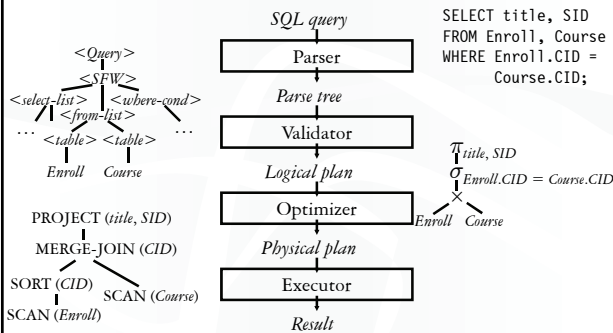 SQL query
Parser
Parse tree
Validator
Logical plan
Optimizer
Physical plan
Executor
Result
SELECT title, SID
FROM Enroll, Course
WHERE Enroll.CID =
Course.CID;
<Query>
<SFW>
<select-list> <where-cond>
<from-list>
… <table> <table> …
Enroll Course
π title, SID
σ Enroll.CID = Course.CID
×
Enroll Course
PROJECT (title, SID)
MERGE-JOIN (CID)
SORT (CID)
SCAN (Course)
SCAN (Enroll)